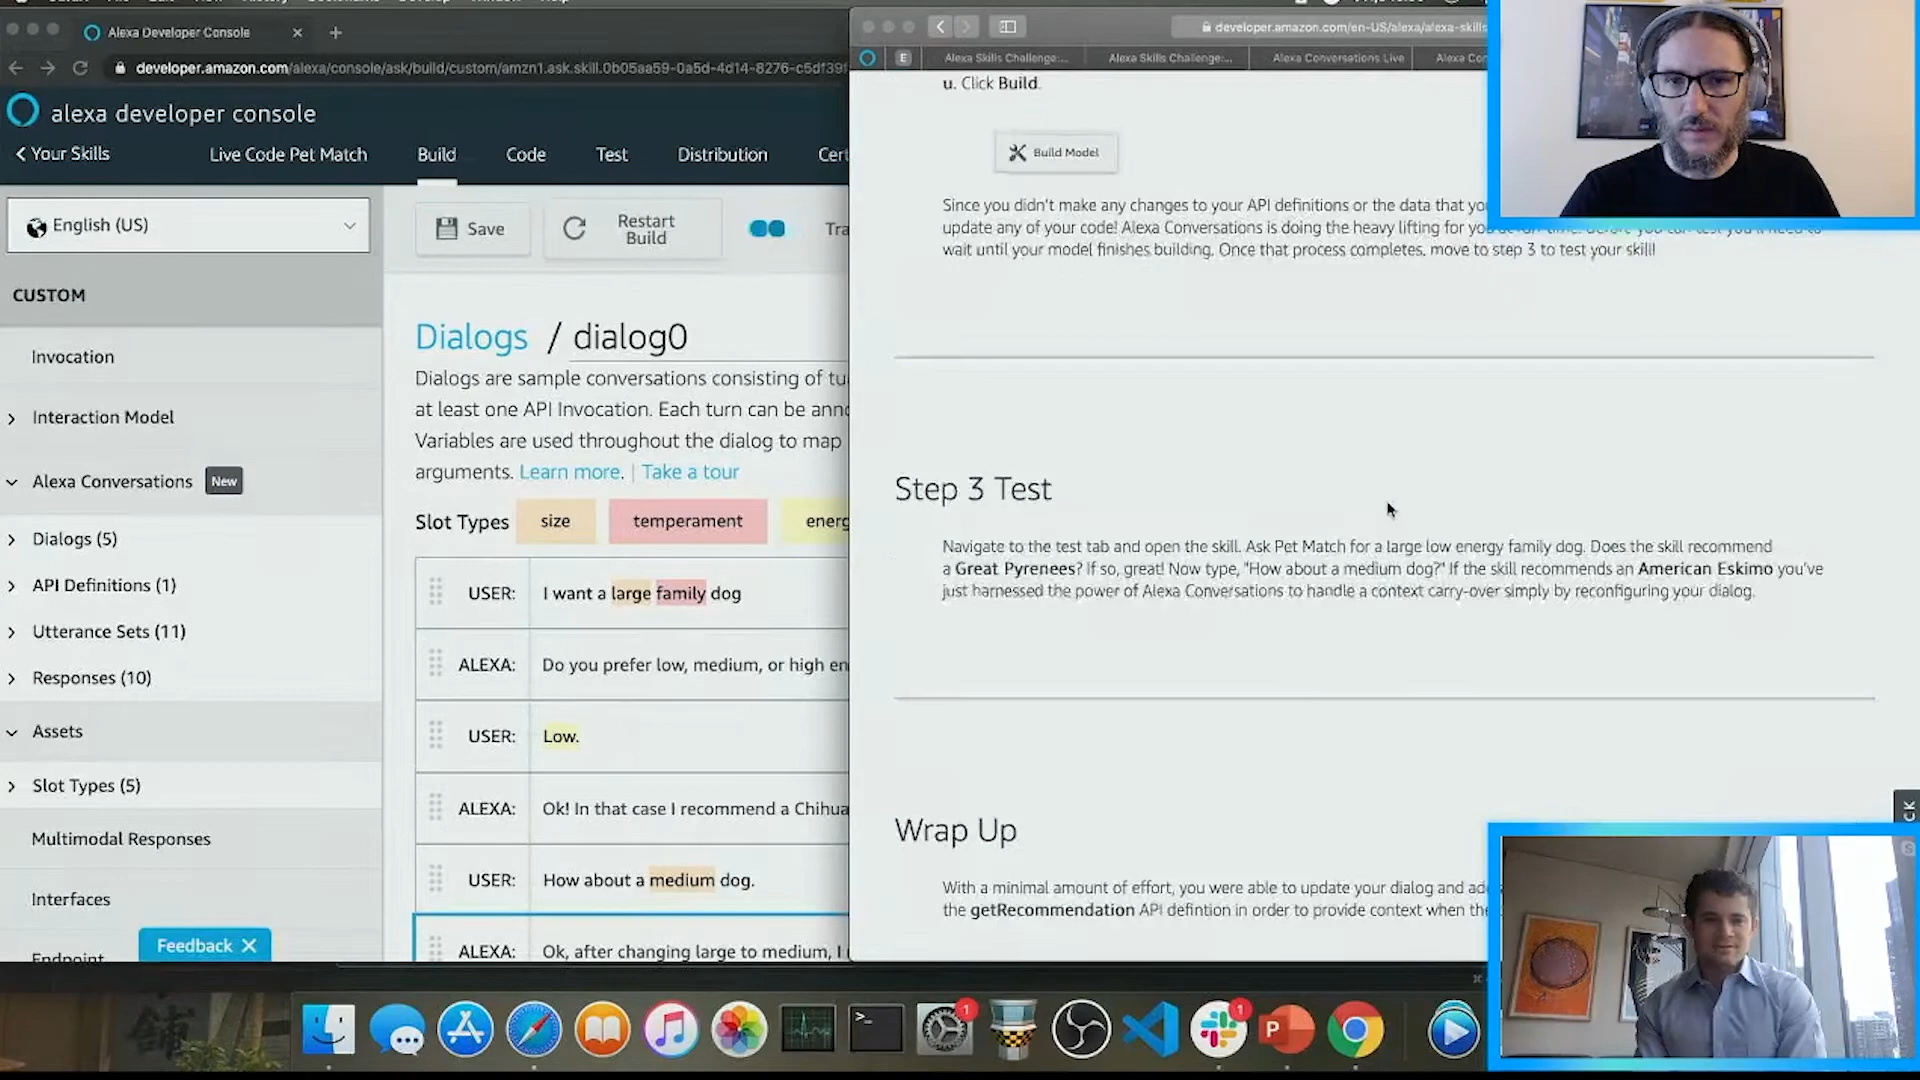 Alexa Developer Console
developer.amazon.com/alexa/console/ask/build/custom/amzn1.ask.skill.0b05aa59-0a5d-4d14-8276-c5df39
alexa developer console
Your Skills
Live Code Pet Match
Build
Code
Test
Distribution
Cert
English (US)
CUSTOM
Invocation
Interaction Model
Alexa Conversations
New
Dialogs (5)
API Definitions (1)
Utterance Sets (11)
Responses (10)
Assets
Slot Types (5)
Multimodal Responses
Interfaces
Endpoint
Feedback
Save
Restart
Build
Tra
Dialogs / dialog0
Dialogs are sample conversations consisting of tu
at least one API Invocation. Each turn can be anno
Variables are used throughout the dialog to map
arguments. Learn more. | Take a tour
Slot Types
size
temperament
energ
USER:
I want a large family dog
ALEXA:
Do you prefer low, medium, or high en
USER:
Low.
ALEXA:
Ok! In that case I recommend a Chihua
USER:
How about a medium dog.
ALEXA:
Ok, after changing large to medium, I
developer.amazon.com/en-US/alexa/alexa-skills
E
Alexa Skills Challenge:...
Alexa Skills Challenge:...
Alexa Conversations Live
Alexa Con
u. Click Build.
Build Model
Since you didn't make any changes to your API definitions or the data that yo
update any of your code! Alexa Conversations is doing the heavy lifting for you
wait until your model finishes building. Once that process completes, move to step 3 to test your skill!
Step 3 Test
Navigate to the test tab and open the skill. Ask Pet Match for a large low energy family dog. Does the skill recommend
a Great Pyrenees? If so, great! Now type, "How about a medium dog?" If the skill recommends an American Eskimo you've
just harnessed the power of Alexa Conversations to handle a context carry-over simply by reconfiguring your dialog.
Wrap Up
With a minimal amount of effort, you were able to update your dialog and ad
the getRecommendation API defintion in order to provide context when the
CK
1
1
P